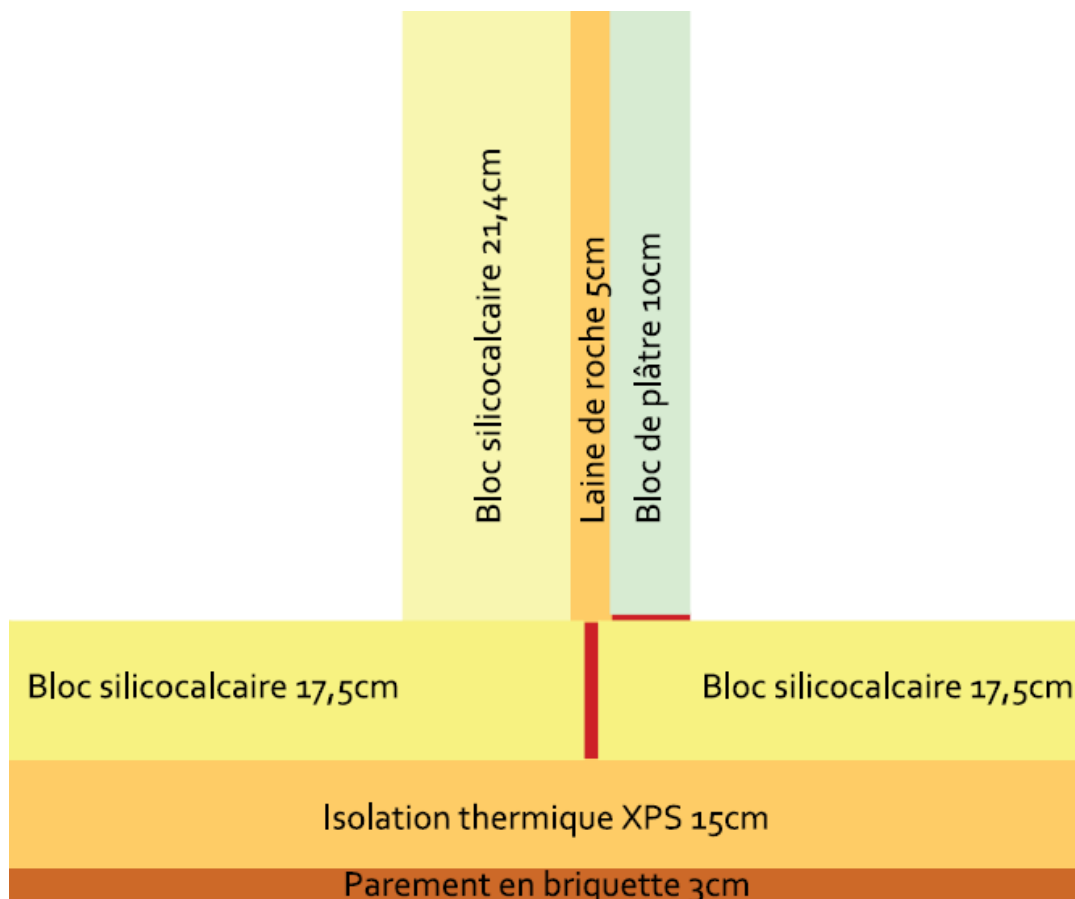 Bloc silicocalcaire 21,4cm
Laine de roche 5cm
Bloc de plâtre 10cm
Bloc silicocalcaire 17,5cm
Bloc silicocalcaire 17,5cm
Isolation thermique XPS 15cm
Parement en briquette 3cm